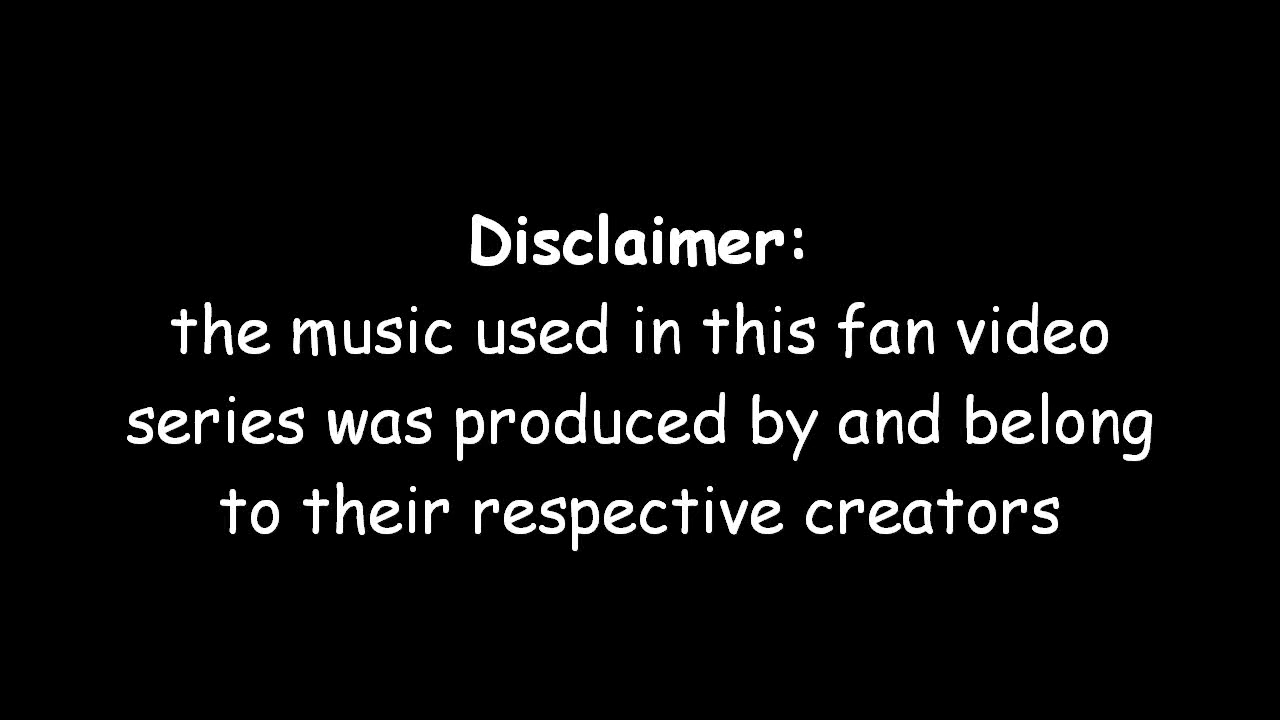 Disclaimer:
the music used in this fan video
series was produced by and belong
to their respective creators